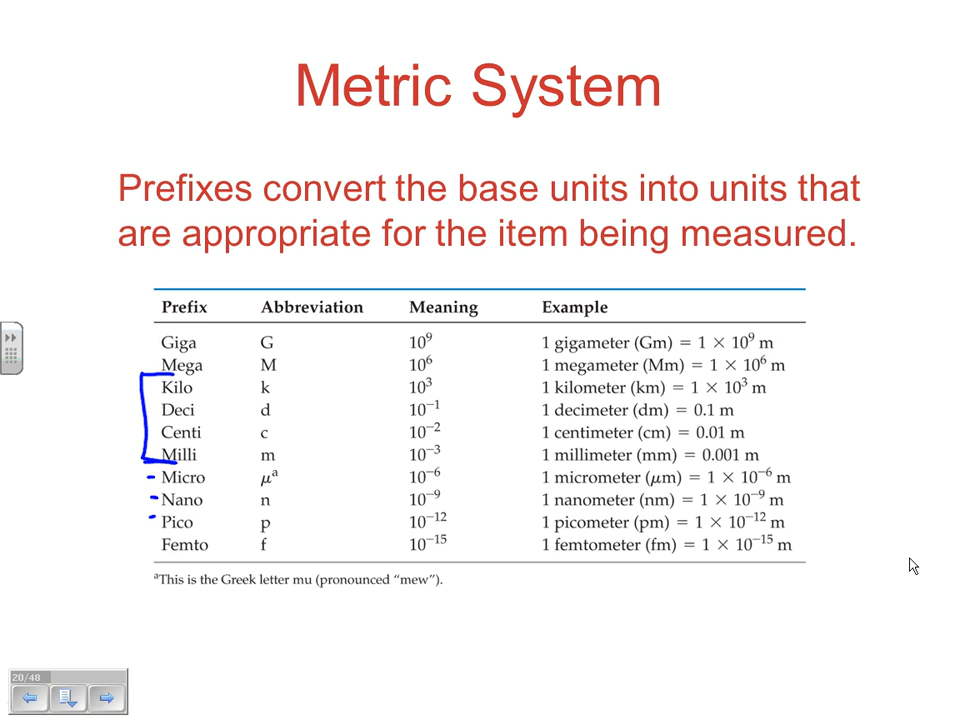 Metric System
Prefixes convert the base units into units that
are appropriate for the item being measured.
Prefix Abbreviation Meaning Example
Giga G 10⁹ 1 gigameter (Gm) = 1 × 10⁹ m
Mega M 10⁶ 1 megameter (Mm) = 1 × 10⁶ m
Kilo k 10³ 1 kilometer (km) = 1 × 10³ m
Deci d 10⁻¹ 1 decimeter (dm) = 0.1 m
Centi c 10⁻² 1 centimeter (cm) = 0.01 m
Milli m 10⁻³ 1 millimeter (mm) = 0.001 m
Micro μᵃ 10⁻⁶ 1 micrometer (μm) = 1 × 10⁻⁶ m
Nano n 10⁻⁹ 1 nanometer (nm) = 1 × 10⁻⁹ m
Pico p 10⁻¹² 1 picometer (pm) = 1 × 10⁻¹² m
Femto f 10⁻¹⁵ 1 femtometer (fm) = 1 × 10⁻¹⁵ m
ᵃThis is the Greek letter mu (pronounced “mew”).
20/48